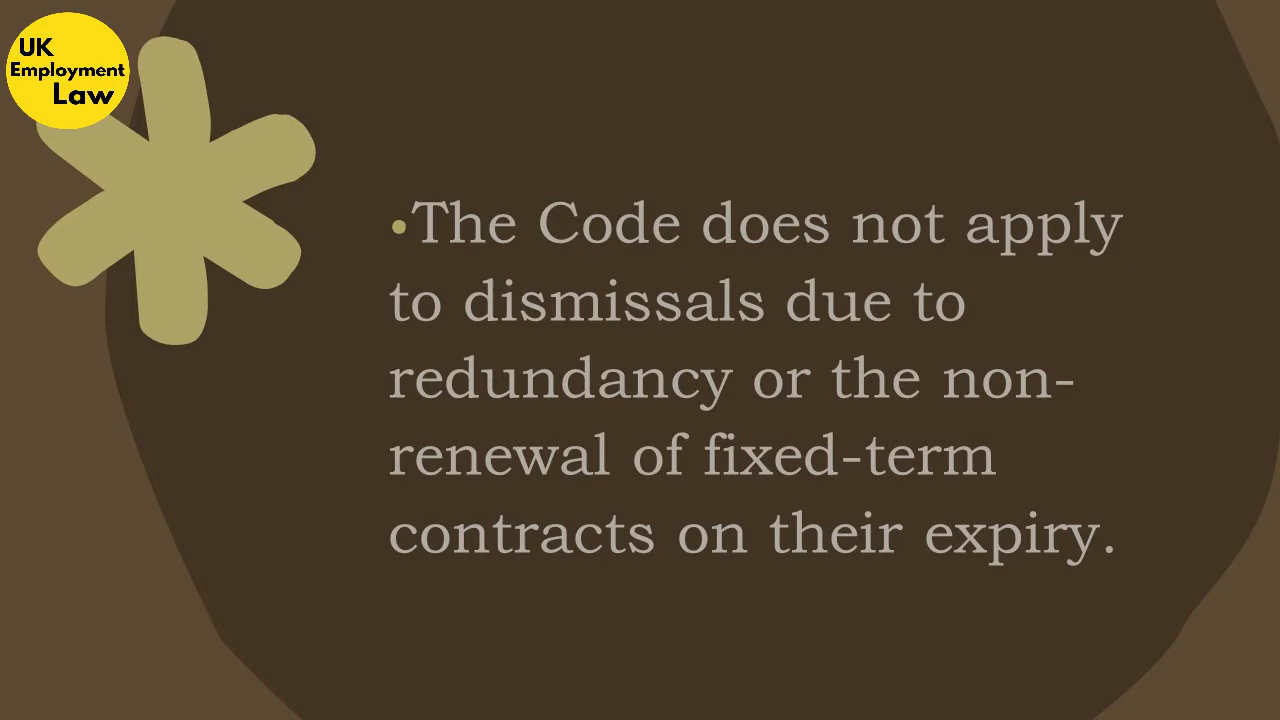 UK
Employment
Law
•The Code does not apply
to dismissals due to
redundancy or the non-
renewal of fixed-term
contracts on their expiry.